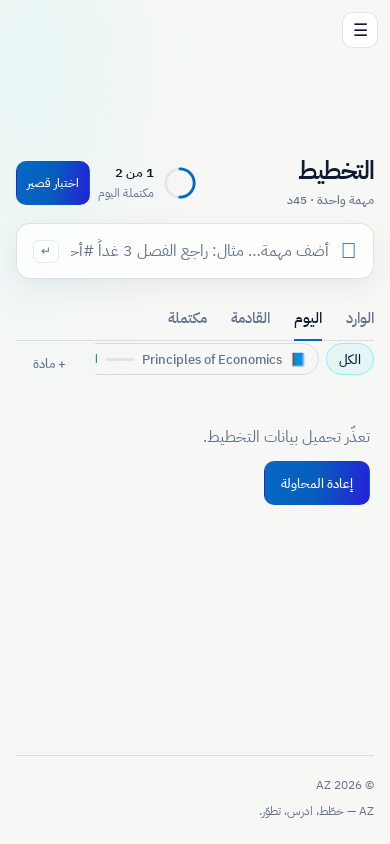 ☰
التخطيط
مهمة واحدة · 45د
1 من 2
مكتملة اليوم
اختبار قصير
أضف مهمة... مثال: راجع الفصل 3 غداً #أح
↵
الوارد
اليوم
القادمة
مكتملة
الكل
📘 Principles of Economics
+ مادة
تعذّر تحميل بيانات التخطيط.
إعادة المحاولة
© 2026 AZ
AZ — خطّط، ادرس، تطوّر.